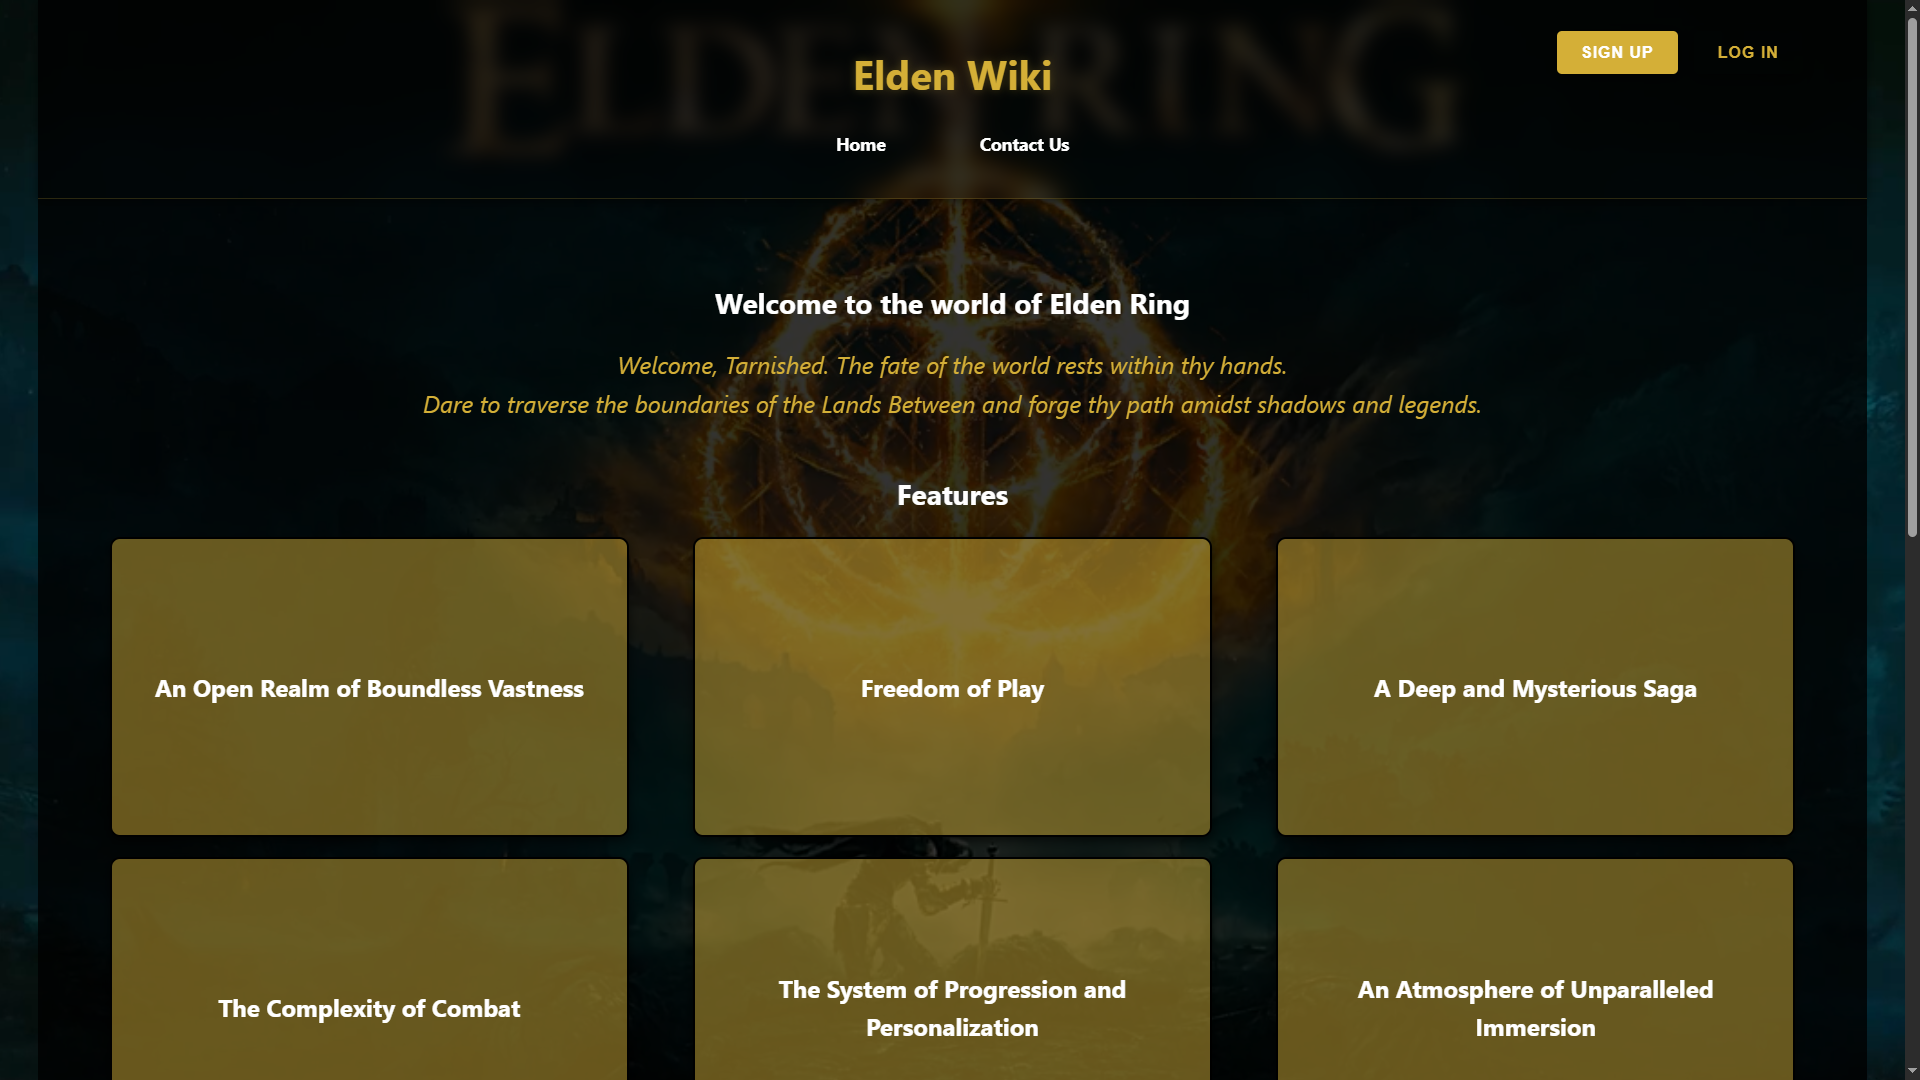 ELDEN RING
Elden Wiki
SIGN UP
LOG IN
Home
Contact Us
Welcome to the world of Elden Ring
Welcome, Tarnished. The fate of the world rests within thy hands.
Dare to traverse the boundaries of the Lands Between and forge thy path amidst shadows and legends.
Features
An Open Realm of Boundless Vastness
Freedom of Play
A Deep and Mysterious Saga
The Complexity of Combat
The System of Progression and
Personalization
An Atmosphere of Unparalleled
Immersion